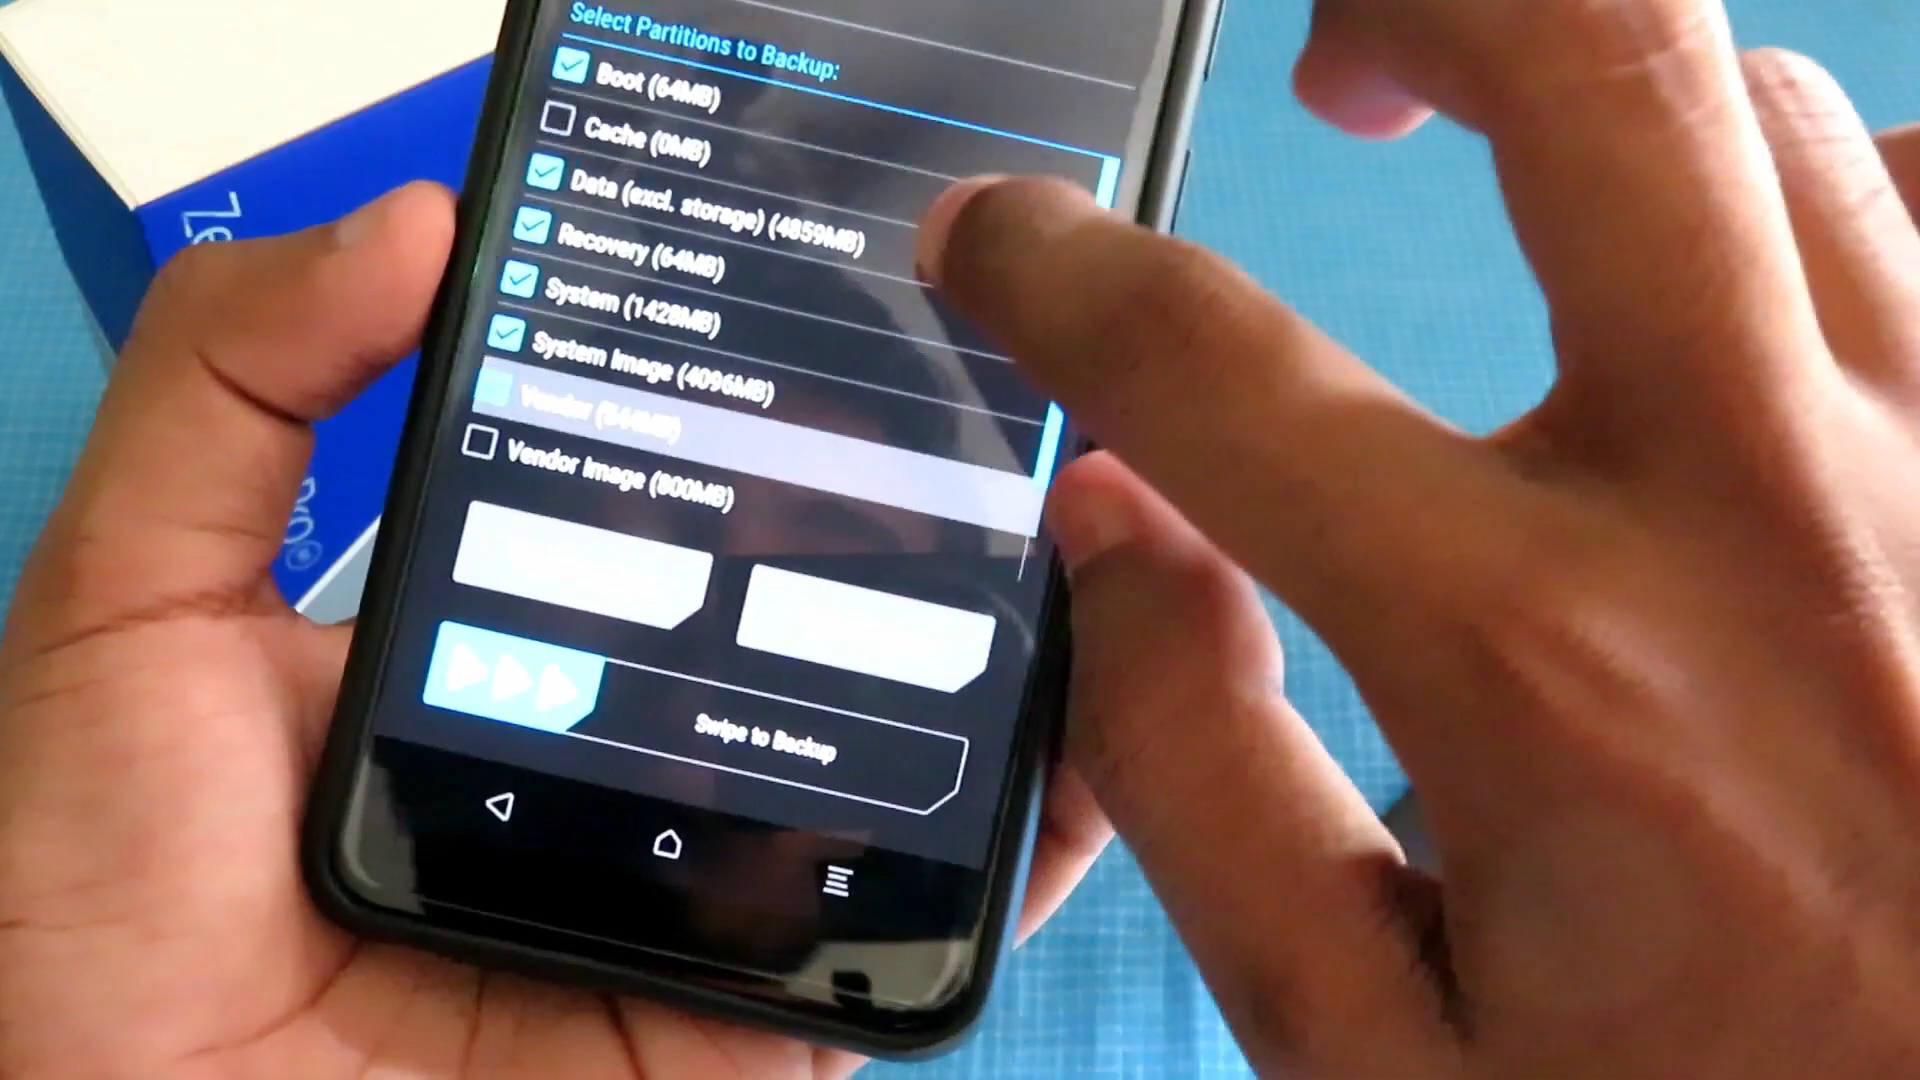 Select Partitions to Backup:
Boot (64MB)
Cache (0MB)
Data (excl. storage) (4859MB)
Recovery (64MB)
System (1428MB)
System Image (4096MB)
Vendor
Vendor Image (800MB)
Swipe to Backup